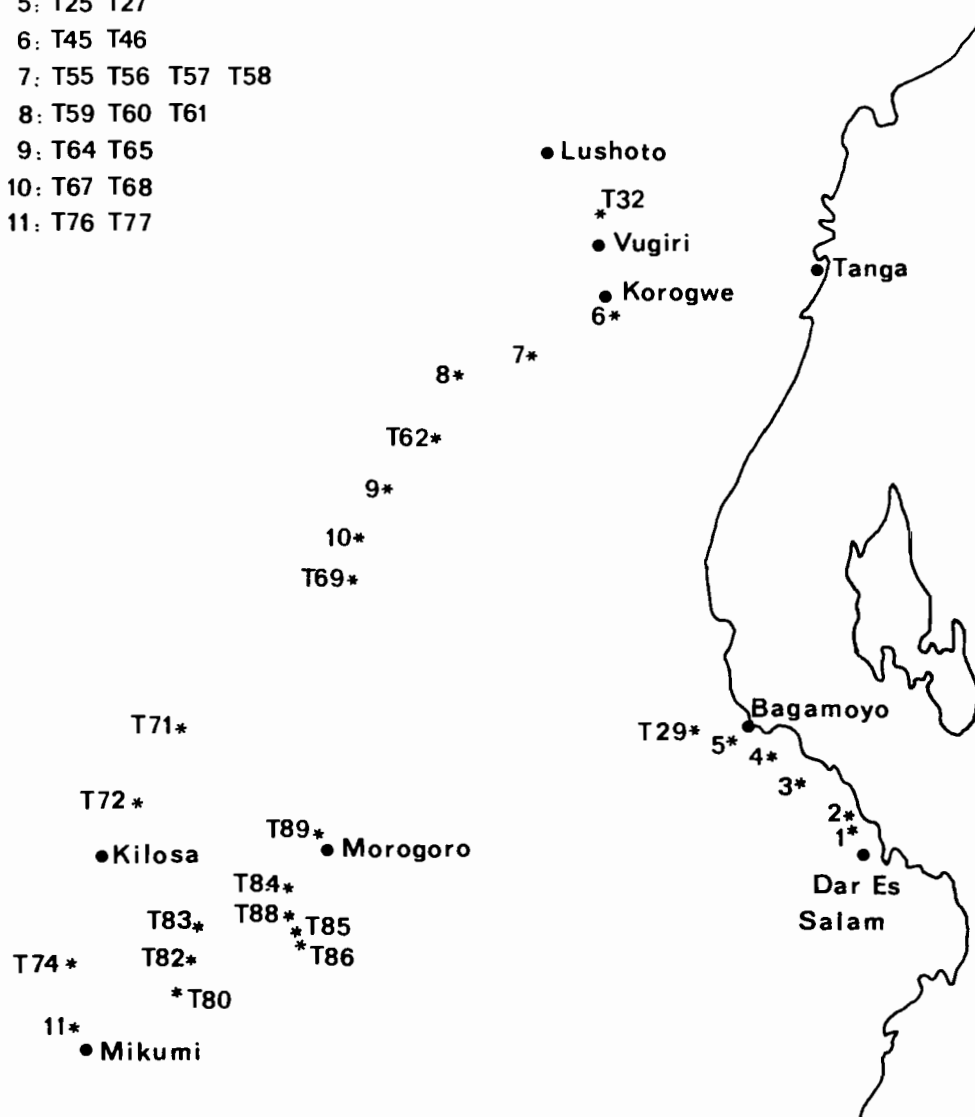 5: T25 T27
6: T45 T46
7: T55 T56 T57 T58
8: T59 T60 T61
9: T64 T65
10: T67 T68
11: T76 T77
Lushoto
T32
*
Vugiri
Tanga
Korogwe
6*
7*
8*
T62*
9*
10*
T69*
Bagamoyo
T71*
T29*
5*
4*
3*
T72*
2*
T89*
1*
Morogoro
Kilosa
T84*
Dar Es
Salam
T88*
*T85
T83*
*T86
T74*
T82*
*T80
11*
Mikumi